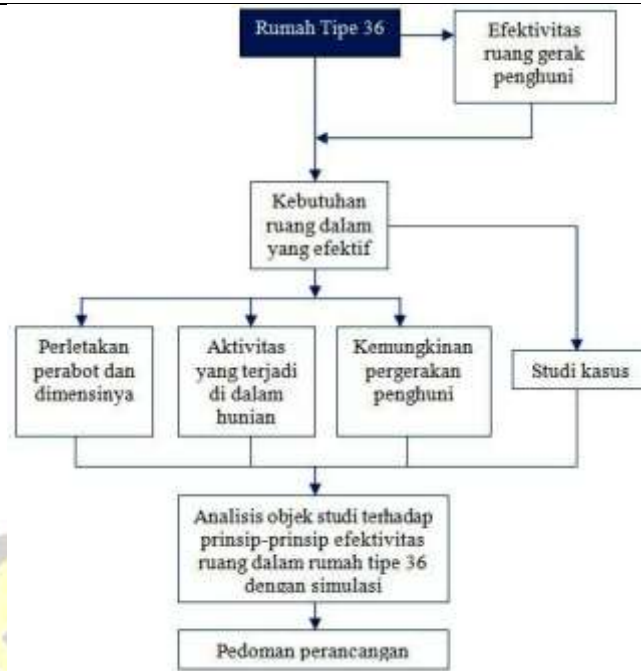 Rumah Tipe 36
Efektivitas
ruang gerak
penghuni
Kebutuhan
ruang dalam
yang efektif
Perletakan
perabot dan
dimensinya
Aktivitas
yang terjadi
di dalam
hunian
Kemungkinan
pergerakan
penghuni
Studi kasus
Analisis objek studi terhadap
prinsip-prinsip efektivitas
ruang dalam rumah tipe 36
dengan simulasi
Pedoman perancangan